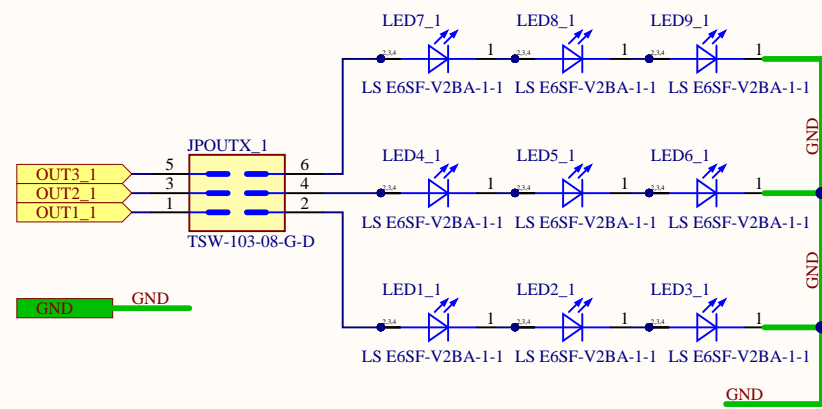 LED7_1 LED8_1 LED9_1
2,3,4 1 2,3,4 1 2,3,4 1
LS E6SF-V2BA-1-1 LS E6SF-V2BA-1-1 LS E6SF-V2BA-1-1
GND
JPOUTX_1
LED4_1 LED5_1 LED6_1
OUT3_1 5 6
OUT2_1 3 4 2,3,4 1 2,3,4 1 2,3,4 1
OUT1_1 1 2
LS E6SF-V2BA-1-1 LS E6SF-V2BA-1-1 LS E6SF-V2BA-1-1
TSW-103-08-G-D
GND
LED1_1 LED2_1 LED3_1
GND GND
2,3,4 1 2,3,4 1 2,3,4 1
LS E6SF-V2BA-1-1 LS E6SF-V2BA-1-1 LS E6SF-V2BA-1-1
GND